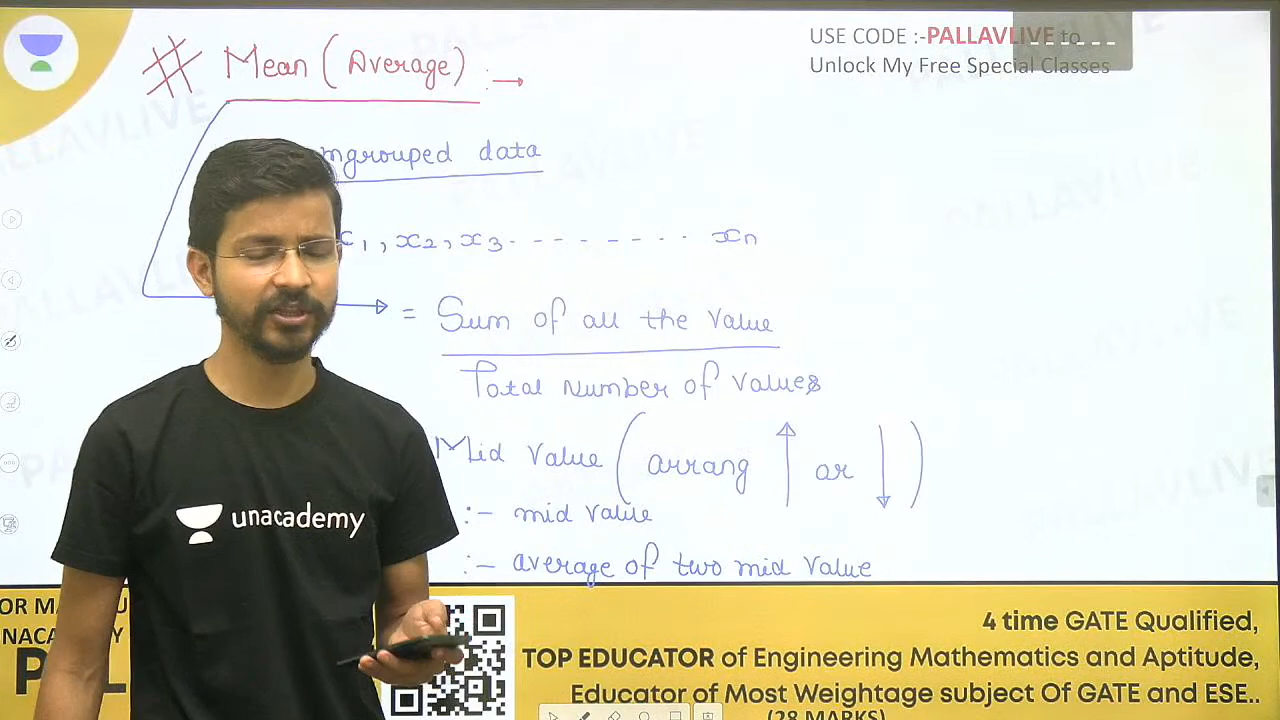 USE CODE :-PALLAVLIVE to
Unlock My Free Special Classes
# Mean (Average) :→
ngrouped data
x1, x2, x3 - - - - - - - xn
= Sum of all the value
Total number of values
Mid value (arrang ↑ or ↓)
:- mid value
:- average of two mid value
unacademy
4 time GATE Qualified,
TOP EDUCATOR of Engineering Mathematics and Aptitude,
Educator of Most Weightage subject Of GATE and ESE..
(28 MARKS)